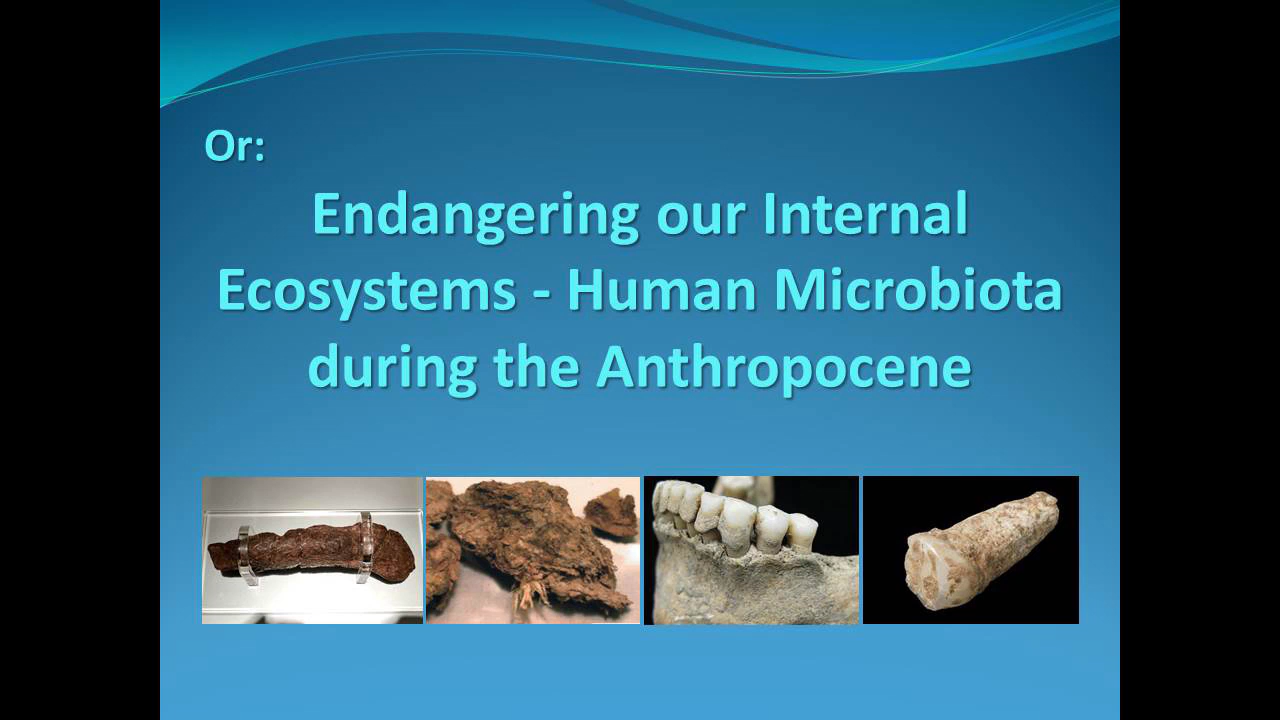 Or:
Endangering our Internal
Ecosystems - Human Microbiota
during the Anthropocene